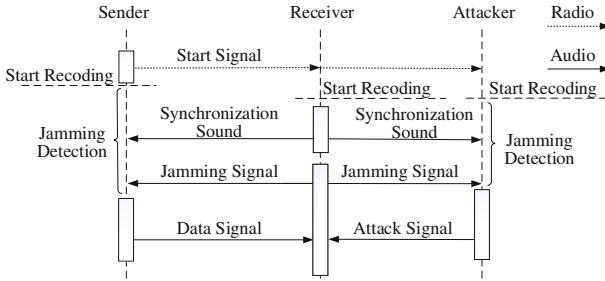 Sender
Receiver
Attacker
Radio
Start Signal
Audio
Start Recoding
Start Recoding
Start Recoding
Synchronization
Sound
Synchronization
Sound
Jamming
Detection
Jamming
Detection
Jamming Signal
Jamming Signal
Data Signal
Attack Signal